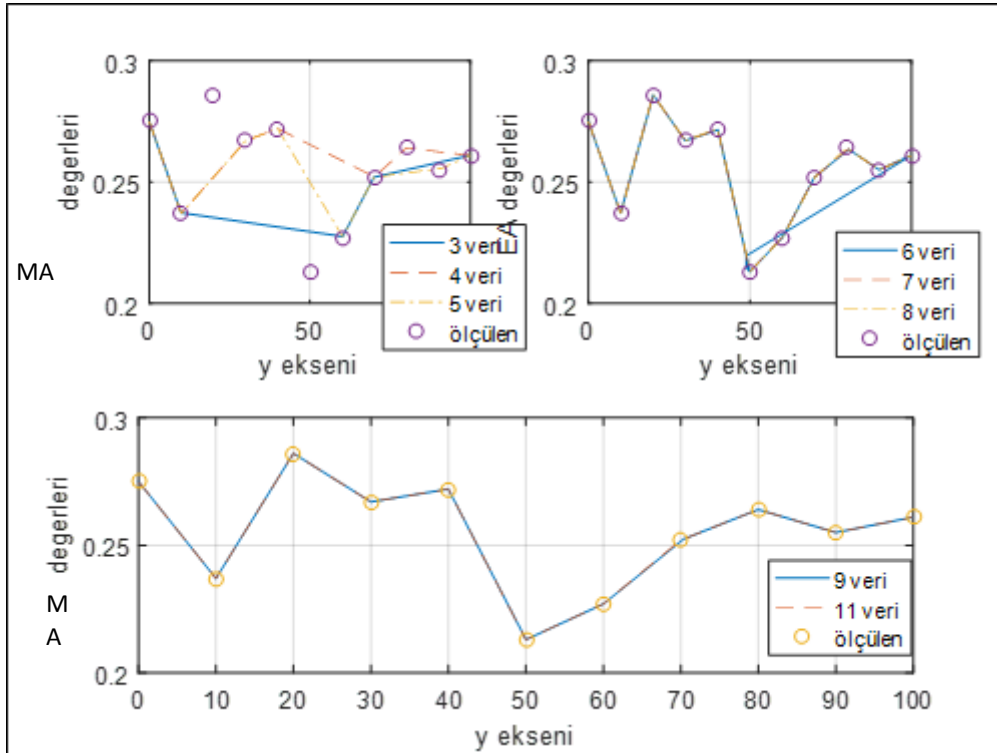 0.3
0.25
0.2
degerleri
MA
0
50
y ekseni
3 veri
4 veri
5 veri
ölçülen
0.3
0.25
0.2
degerleri
0
50
y ekseni
6 veri
7 veri
8 veri
ölçülen
0.3
0.25
0.2
degerleri
M
A
0 10 20 30 40 50 60 70 80 90 100
y ekseni
9 veri
11 veri
ölçülen